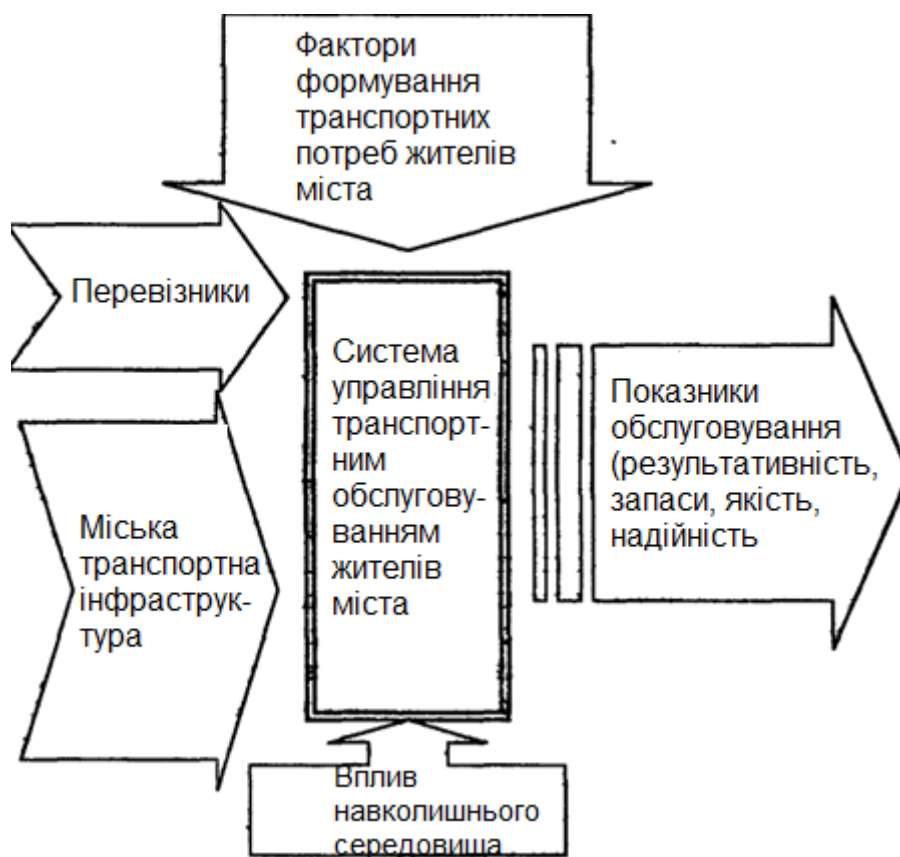 Фактори
формування
транспортних
потреб жителів
міста
Перевізники
Міська
транспортна
інфраструк-
тура
Система
управління
транспорт-
ним
обслугову-
ванням
жителів
міста
Показники
обслуговування
(результативність,
запаси, якість,
надійність
Вплив
навколишнього
середовища